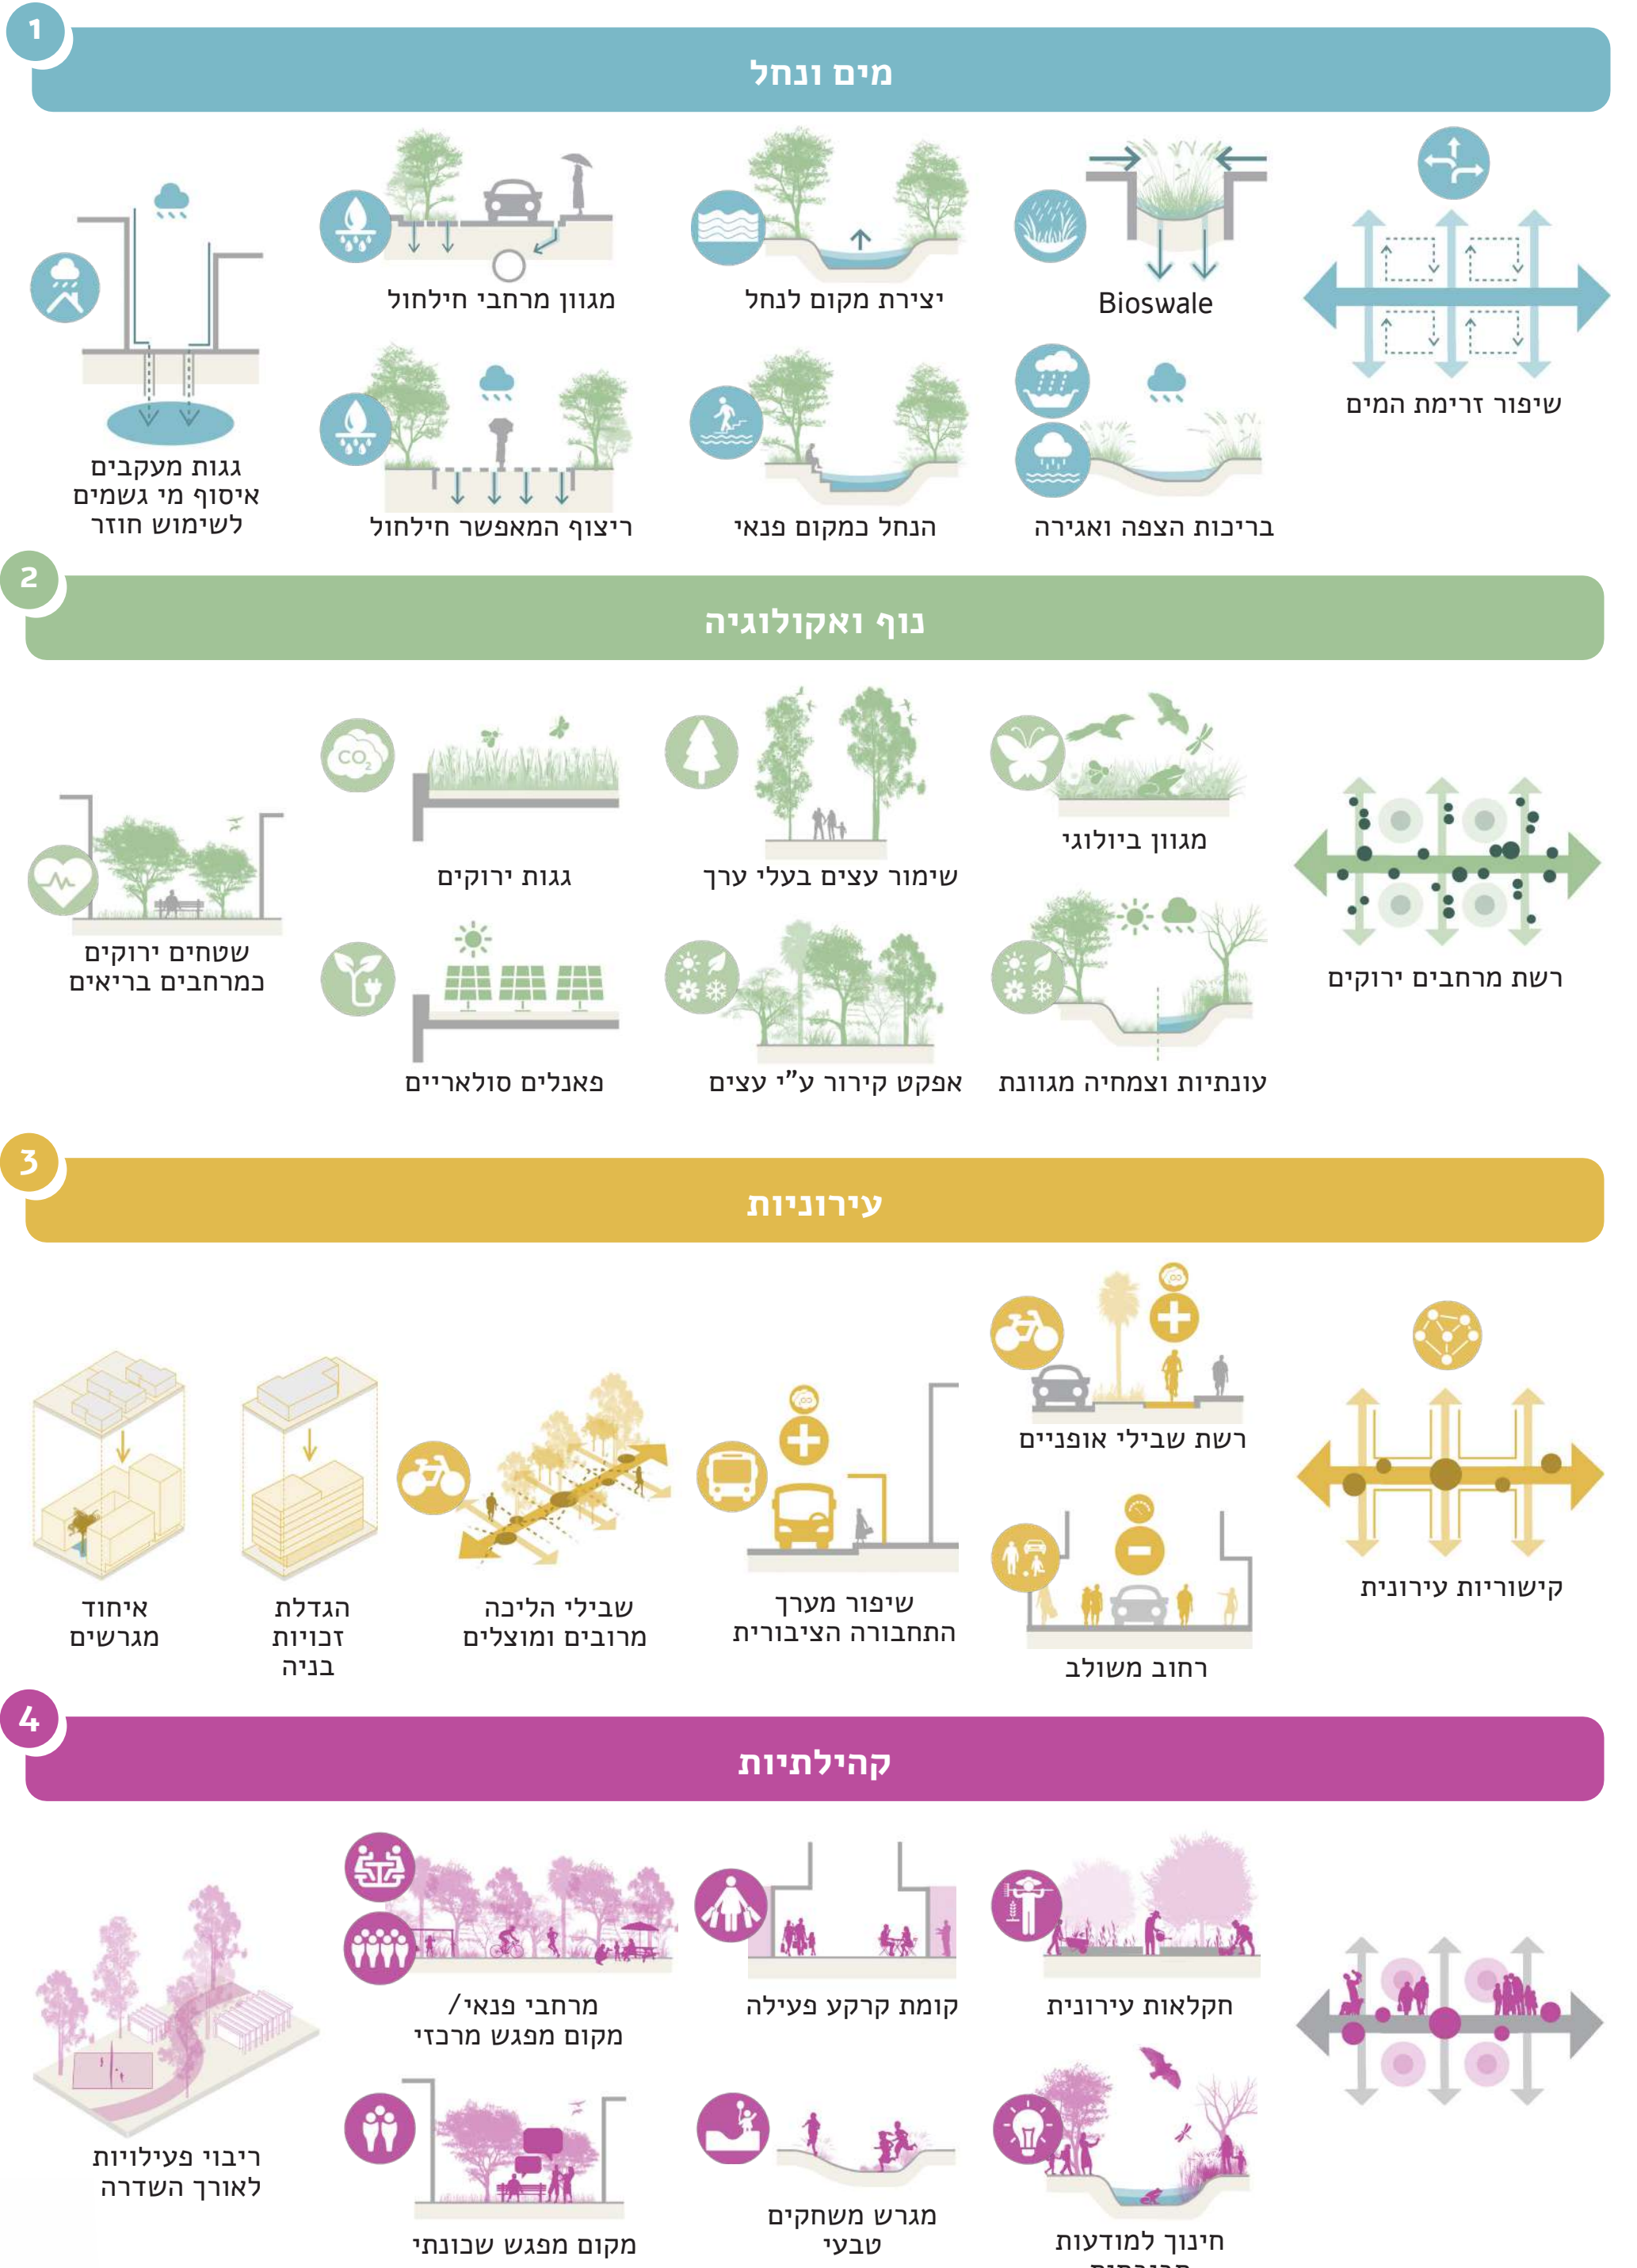 1
מים ונחל
שיפור זרימת המים
Bioswale
יצירת מקום לנחל
מגוון מרחבי חילחול
גגות מעקבים
איסוף מי גשמים
לשימוש חוזר
בריכות הצפה ואגירה
הנחל כמקום פנאי
ריצוף המאפשר חילחול
2
נוף ואקולוגיה
רשת מרחבים ירוקים
מגוון ביולוגי
שימור עצים בעלי ערך
CO2
גגות ירוקים
שטחים ירוקים
כמרחבים בריאים
עונתיות וצמחיה מגוונת
אפקט קירור ע"י עצים
פאנלים סולאריים
3
עירוניות
קישוריות עירונית
רשת שבילי אופניים
רחוב משולב
שיפור מערך
התחבורה הציבורית
שבילי הליכה
מרובים ומוצלים
הגדלת
זכויות
בניה
איחוד
מגרשים
4
קהילתיות
חקלאות עירונית
קומת קרקע פעילה
מרחבי פנאי/
מקום מפגש מרכזי
ריבוי פעילויות
לאורך השדרה
חינוך למודעות
מגרש משחקים
טבעי
מקום מפגש שכונתי